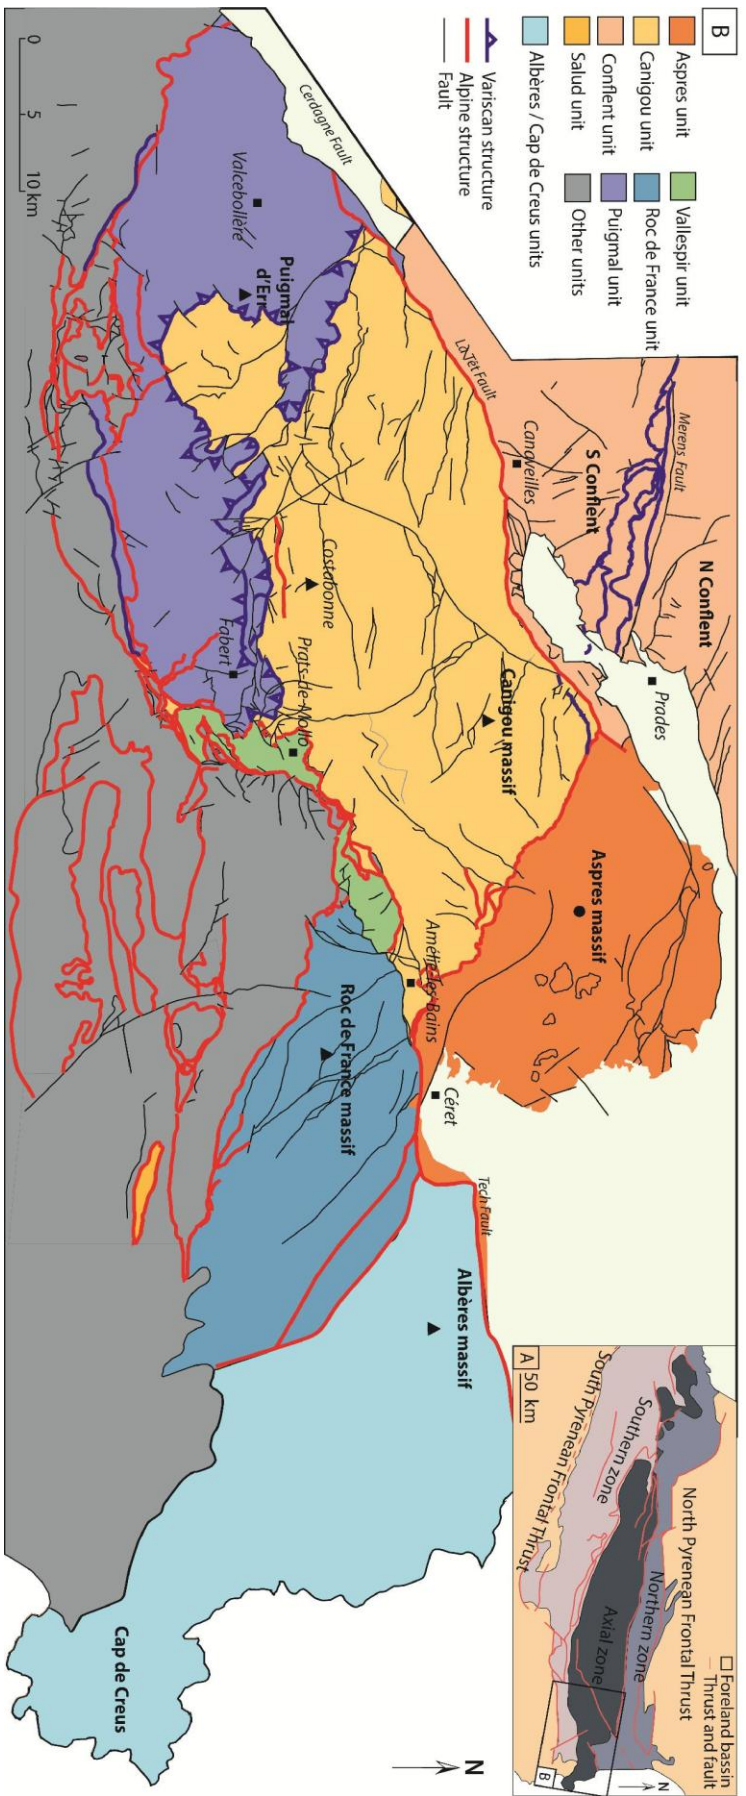 B
Aspres unit
Canigou unit
Conflent unit
Salud unit
Albères / Cap de Creus units
Vallespir unit
Roc de France unit
Puigmal unit
Other units
Variscan structure
Alpine structure
Fault
0
5
10 km
Cerdagne Fault
Valcebollère
Puigmal
d'Err
La Têt Fault
Canaveilles
S Conflent
Merens Fault
N Conflent
Prades
Costabonne
Canigou massif
Fabert
Prats-de-Mollo
Aspres massif
Amélie-les-Bains
Céret
Roc de France massif
Tech Fault
Albères massif
Cap de Creus
N
A
50 km
South Pyrenean Frontal Thrust
Southern zone
Axial zone
Northern zone
North Pyrenean Frontal Thrust
Foreland bassin
Thrust and fault
B
N